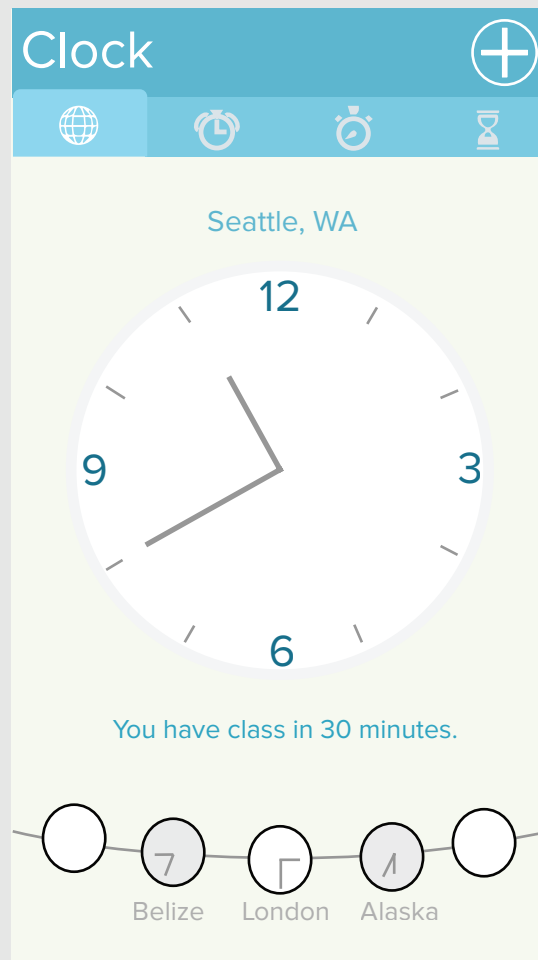 Clock
Seattle, WA
12
9
3
6
You have class in 30 minutes.
Belize London Alaska